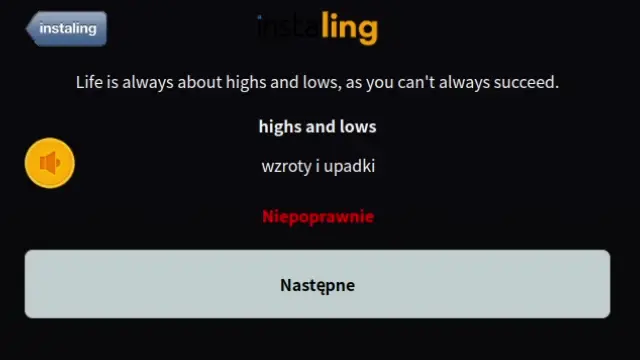 instaling
instaling
Life is always about highs and lows, as you can't always succeed.
highs and lows
wzroty i upadki
Niepoprawnie
Następne